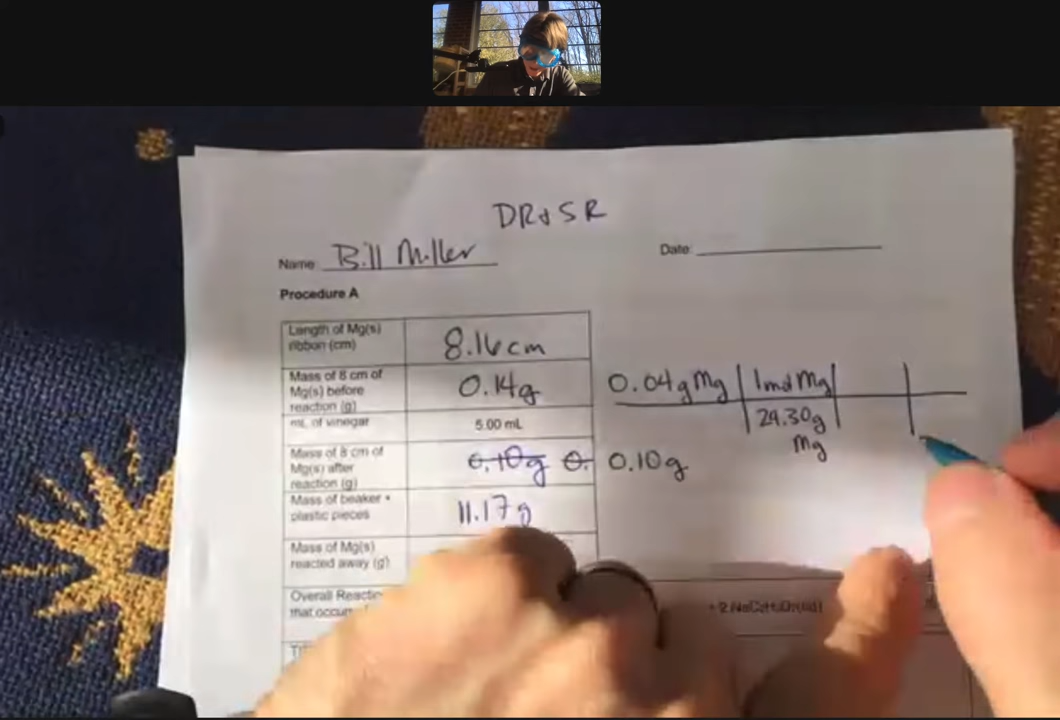 DR & SR
Name: Bill Miller
Date:
Procedure A
Length of Mg(s) ribbon (cm)
8.16 cm
Mass of 8 cm of Mg(s) before reaction (g)
0.14g
0.04g Mg | 1 mol Mg
24.30g Mg
mL of vinegar
5.00 mL
Mass of 8 cm of Mg(s) after reaction (g)
0.10g 0. 0.10g
Mass of beaker + plastic pieces
11.17g
Mass of Mg(s) reacted away (g)
Overall
that